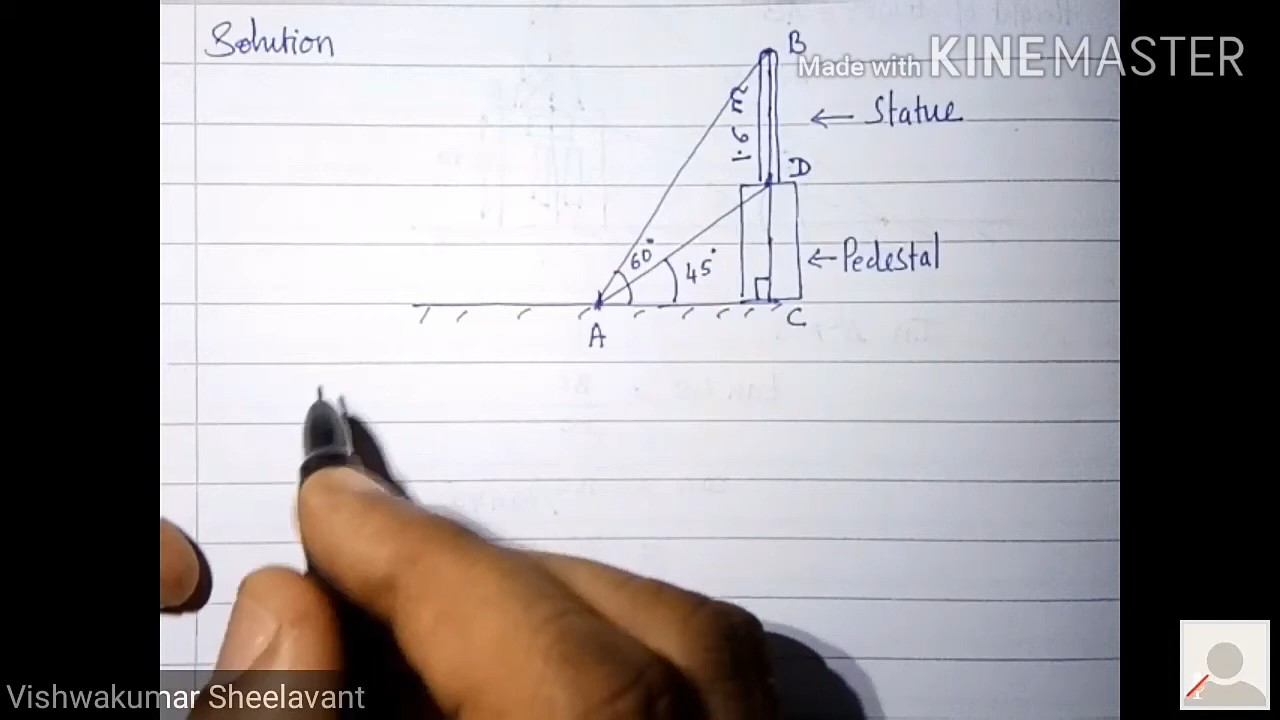 Solution
B
Made with KINEMASTER
← Statue
1.6 m
D
60°
45°
← Pedestal
A
C
Vishwakumar Sheelavant